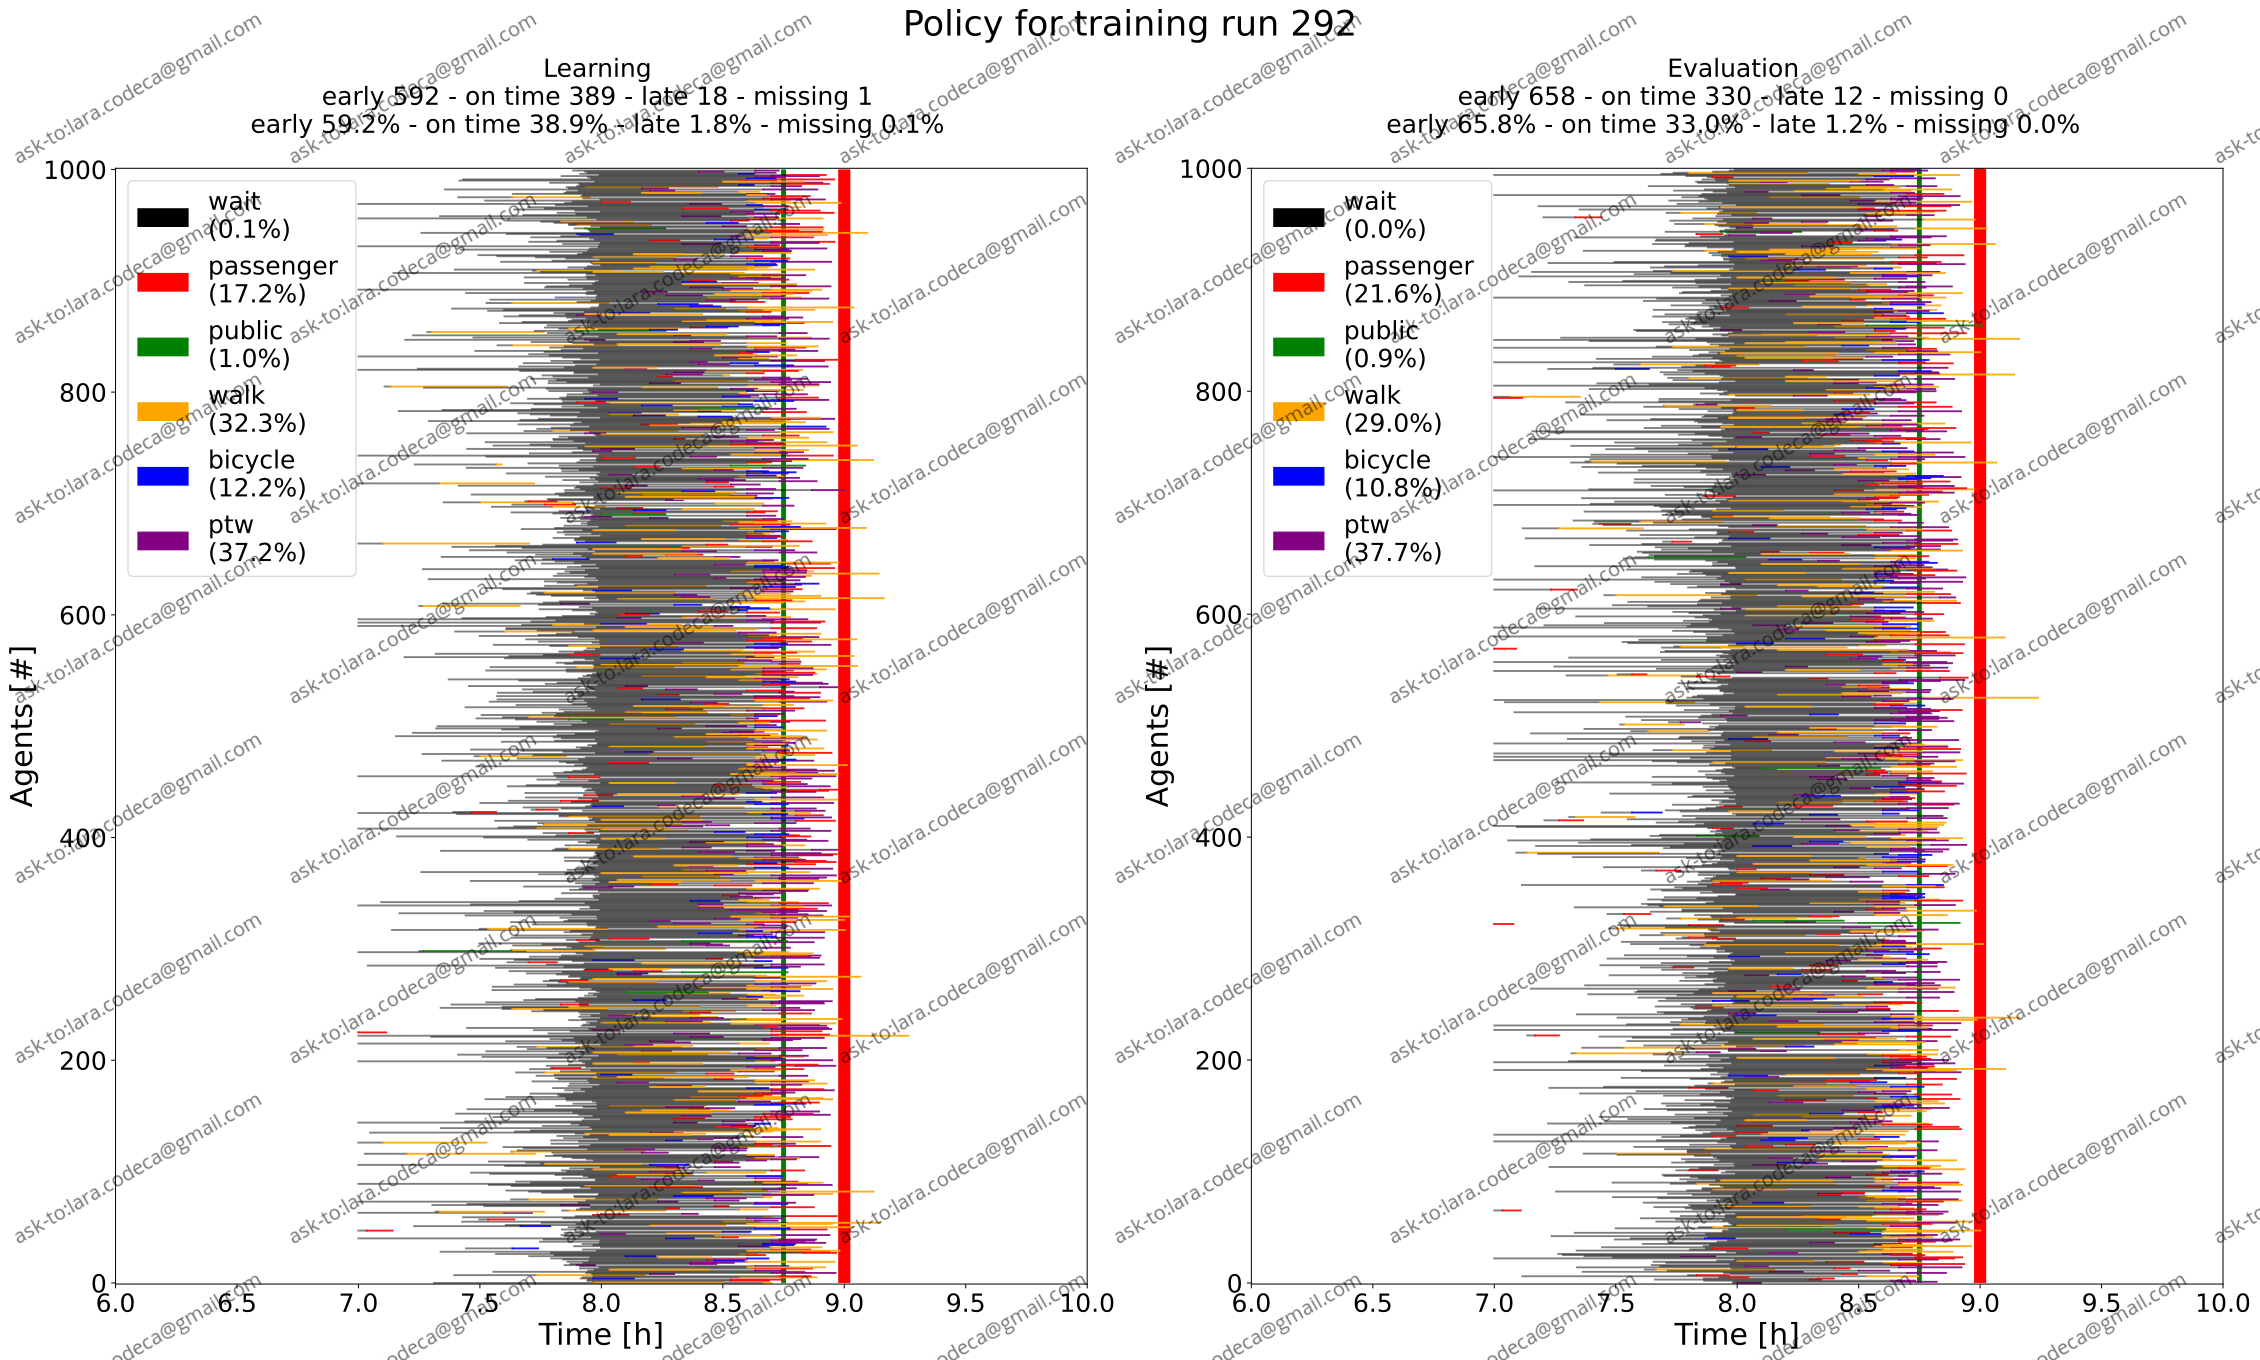 Policy for training run 292
Learning
early 592 - on time 389 - late 18 - missing 1
early 59.2% - on time 38.9% - late 1.8% - missing 0.1%
1000
800
600
400
200
0
Agents [#]
wait
(0.1%)
passenger
(17.2%)
public
(1.0%)
walk
(32.3%)
bicycle
(12.2%)
ptw
(37.2%)
6.0 6.5 7.0 7.5 8.0 8.5 9.0 9.5 10.0
Time [h]
Evaluation
early 658 - on time 330 - late 12 - missing 0
early 65.8% - on time 33.0% - late 1.2% - missing 0.0%
1000
800
600
400
200
0
Agents [#]
wait
(0.0%)
passenger
(21.6%)
public
(0.9%)
walk
(29.0%)
bicycle
(10.8%)
ptw
(37.7%)
6.0 6.5 7.0 7.5 8.0 8.5 9.0 9.5 10.0
Time [h]
ask-to:lara.codeca@gmail.com